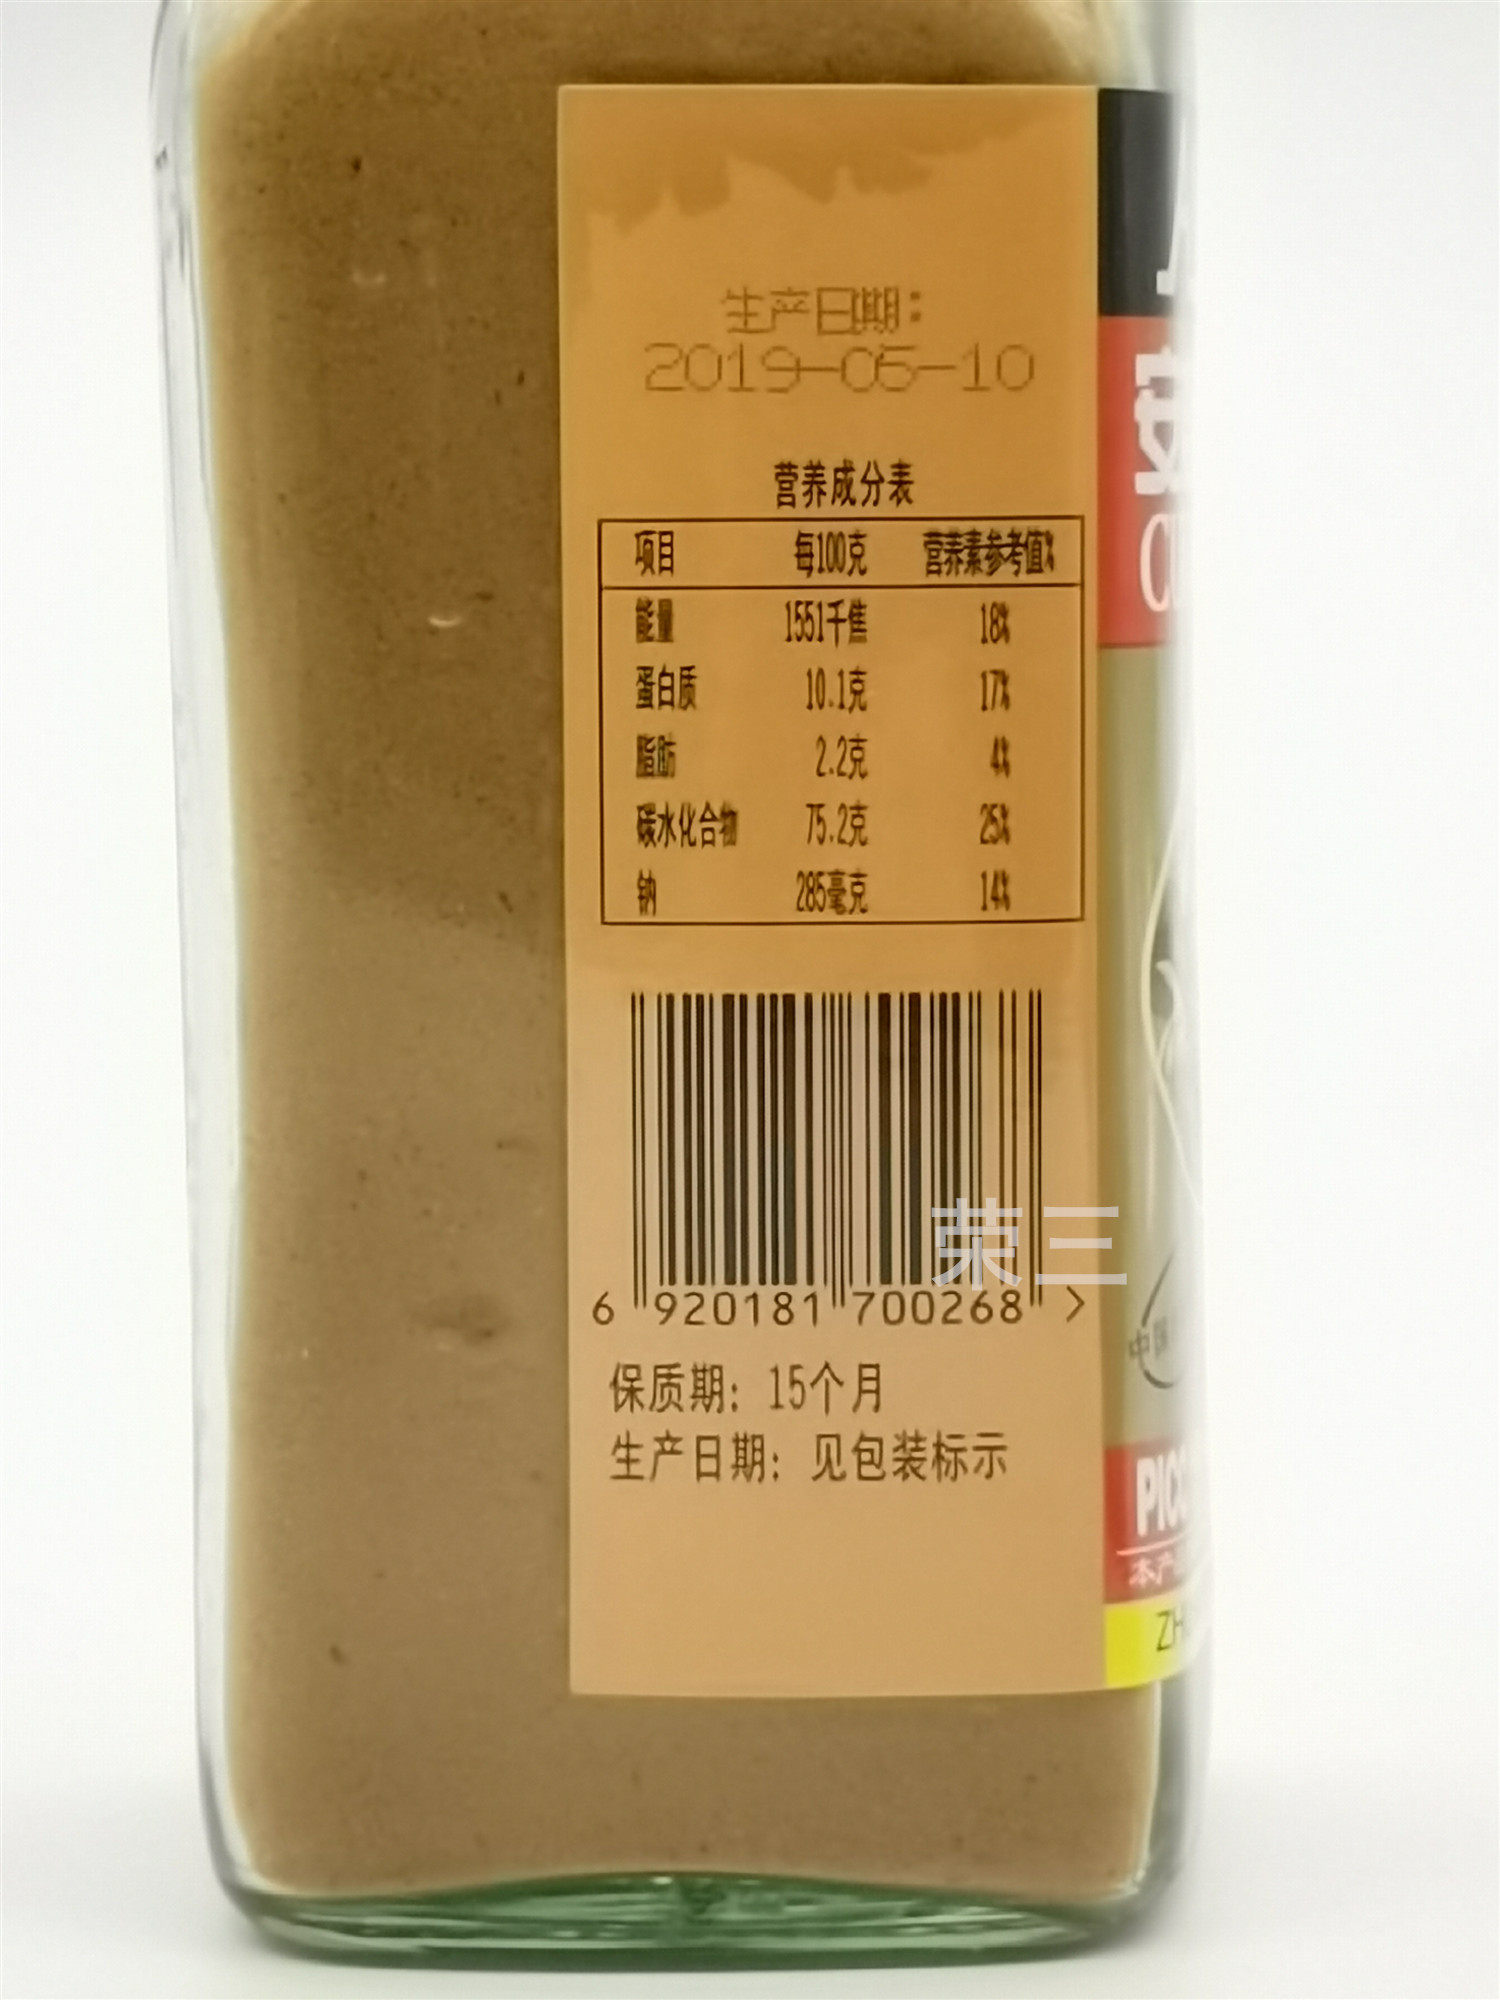 生产日期：
2019-05-10
营养成分表
项目 每100克 营养素参考值%
能量 1551千焦 18%
蛋白质 10.1克 17%
脂肪 2.2克 4%
碳水化合物 75.2克 25%
钠 285毫克 14%
荣三
6 920181 700268 >
保质期：15个月
生产日期：见包装标示
中国
本产